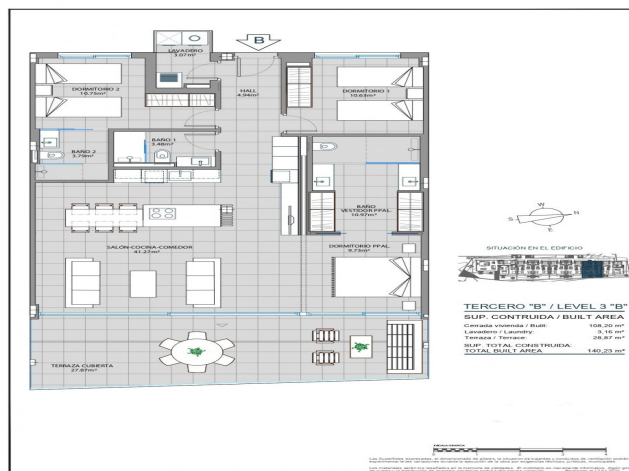 B
LAVADERO
3.07m²
DORMITORIO 2
10.75m²
HALL
4.94m²
DORMITORIO 1
10.63m²
BAÑO 1
3.48m²
BAÑO 2
3.79m²
BAÑO
VESTIDOR PPAL.
10.97m²
SALÓN-COCINA-COMEDOR
41.27m²
DORMITORIO PPAL.
9.73m²
TERRAZA CUBIERTA
27.87m²
W
S
N
E
SITUACIÓN EN EL EDIFICIO
TERCERO "B" / LEVEL 3 "B"
SUP. CONTRUIDA / BUILT AREA
Cerrada vivienda / Built: 108,20 m²
Lavadero / Laundry: 3,16 m²
Terraza / Terrace: 28,87 m²
SUP. TOTAL CONSTRUIDA:
TOTAL BUILT AREA 140,23 m²